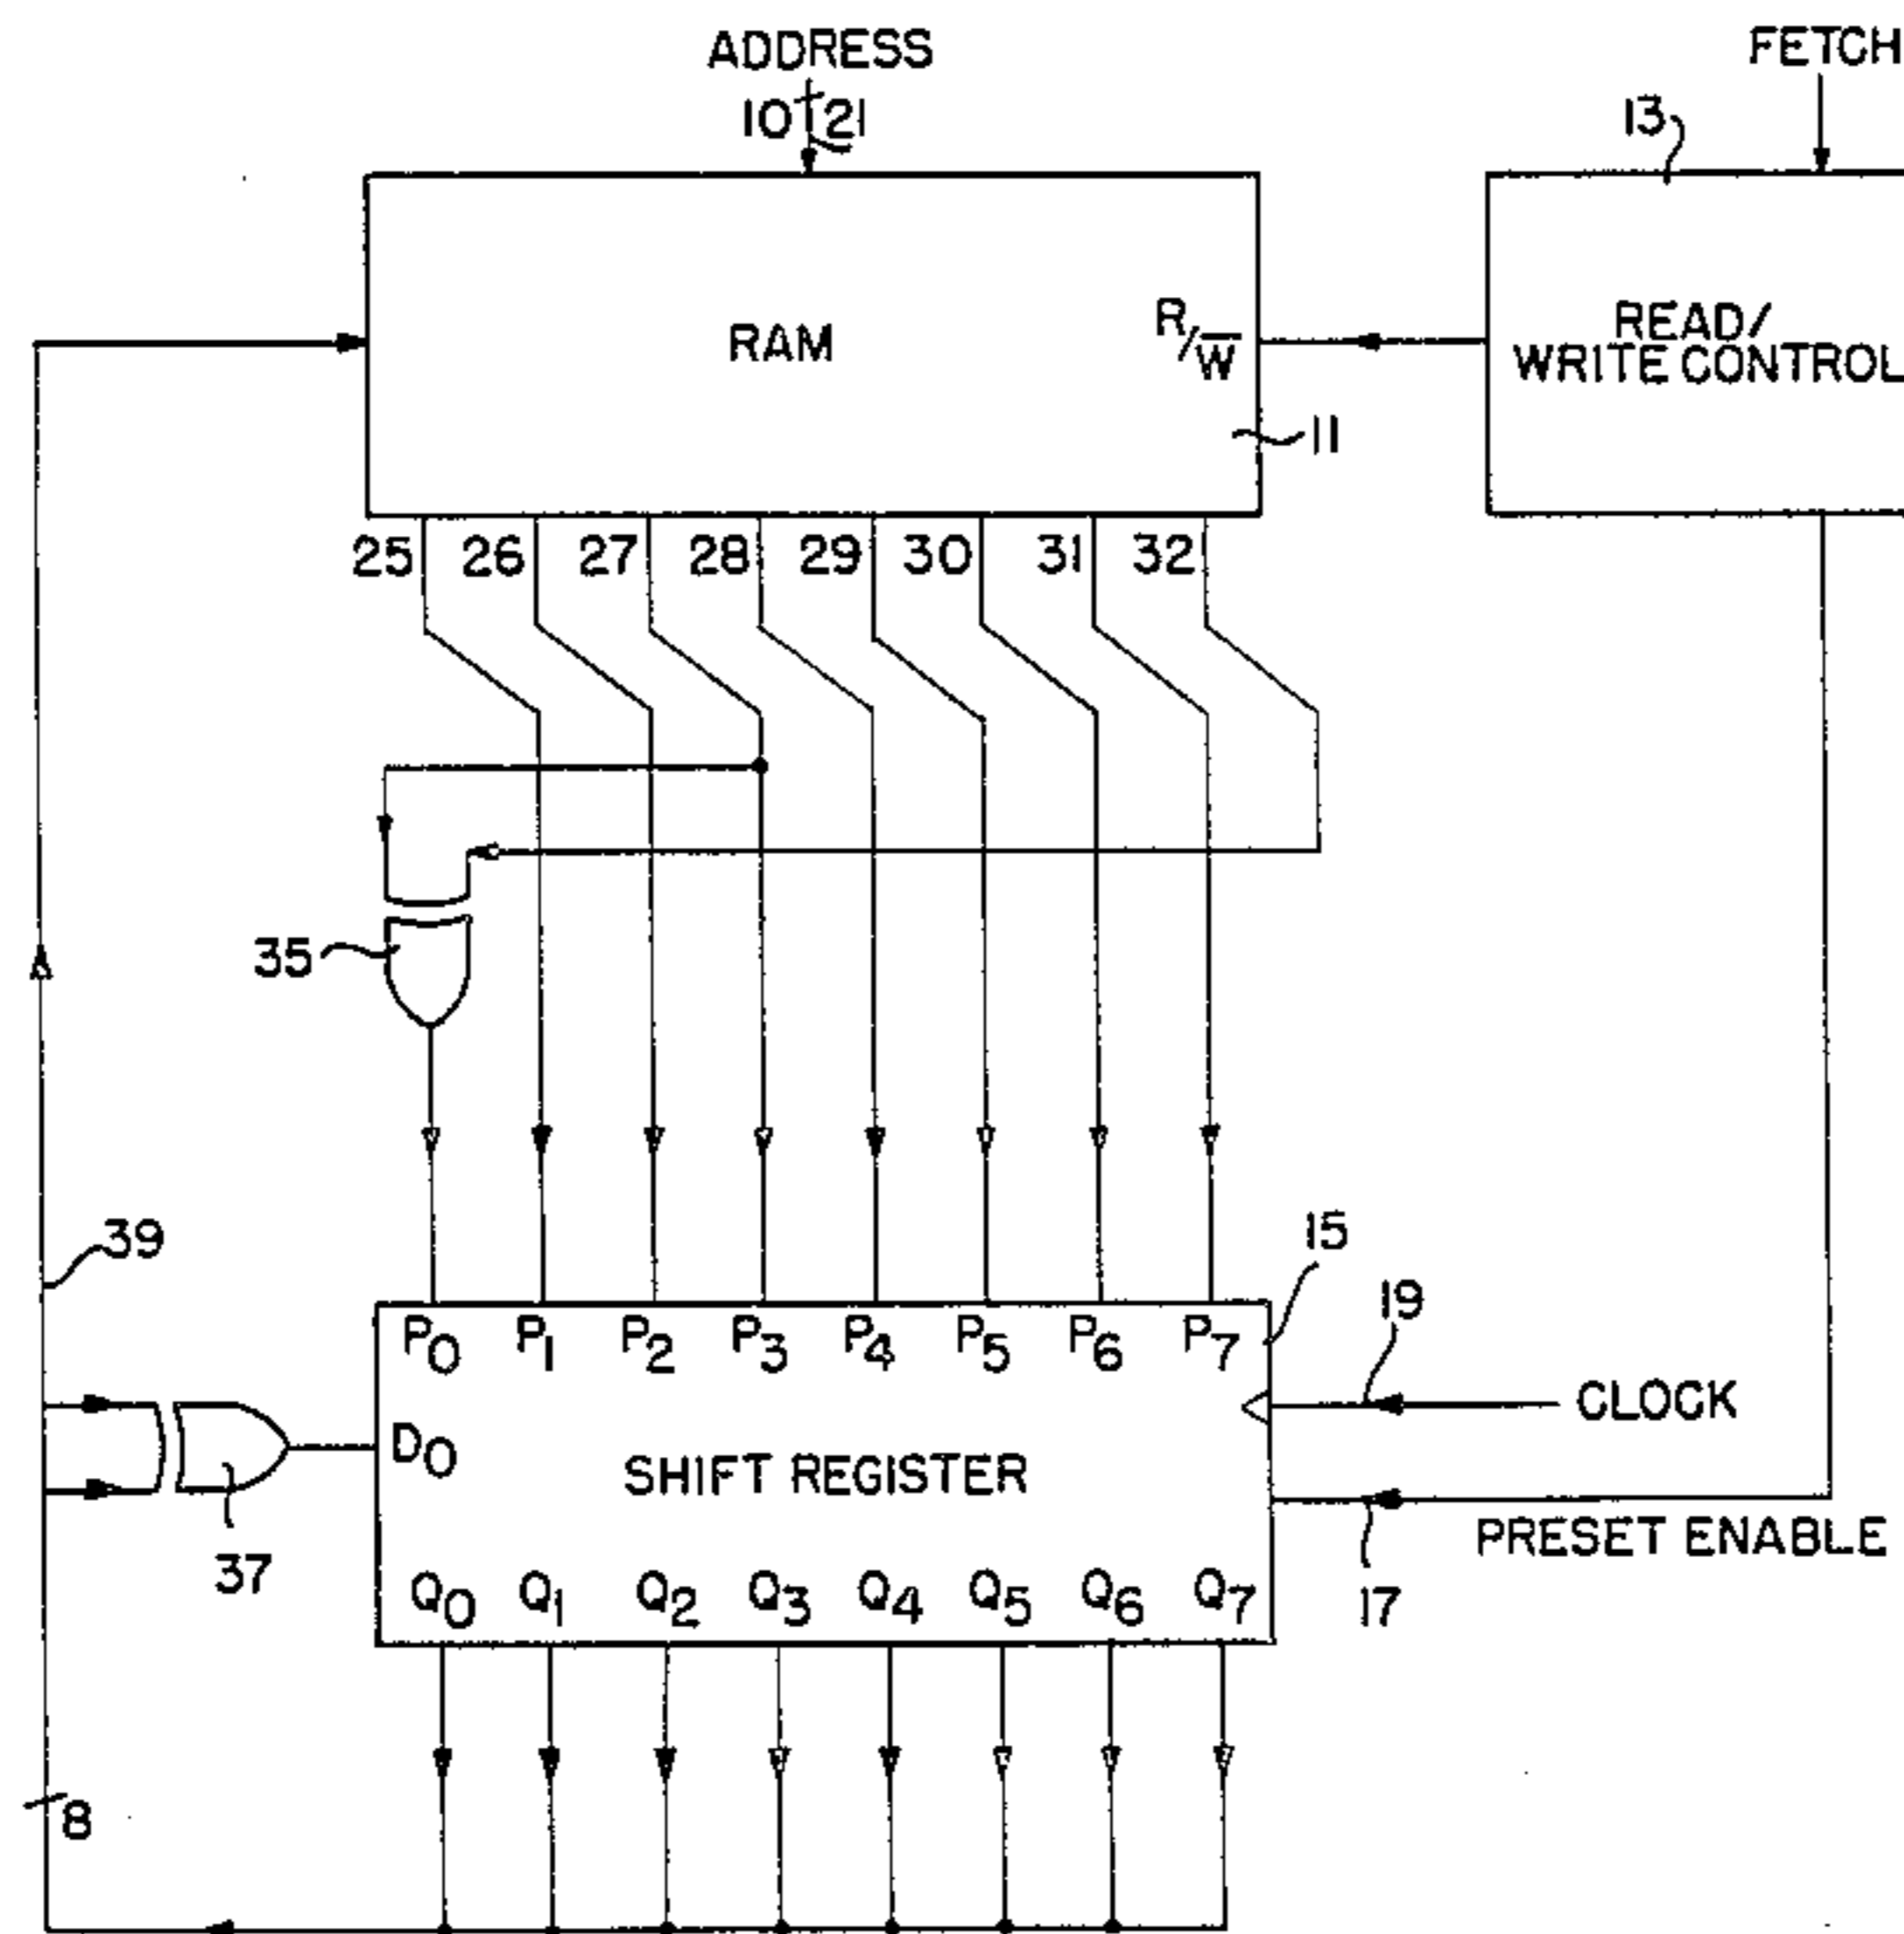 ADDRESS
FETCH
10 21
13
RAM
R/W̅
READ/
WRITE CONTROL
11
25 26 27 28 29 30 31 32
35
39
15
19
P0 P1 P2 P3 P4 P5 P6 P7
CLOCK
D0
SHIFT REGISTER
PRESET ENABLE
37
17
Q0 Q1 Q2 Q3 Q4 Q5 Q6 Q7
8